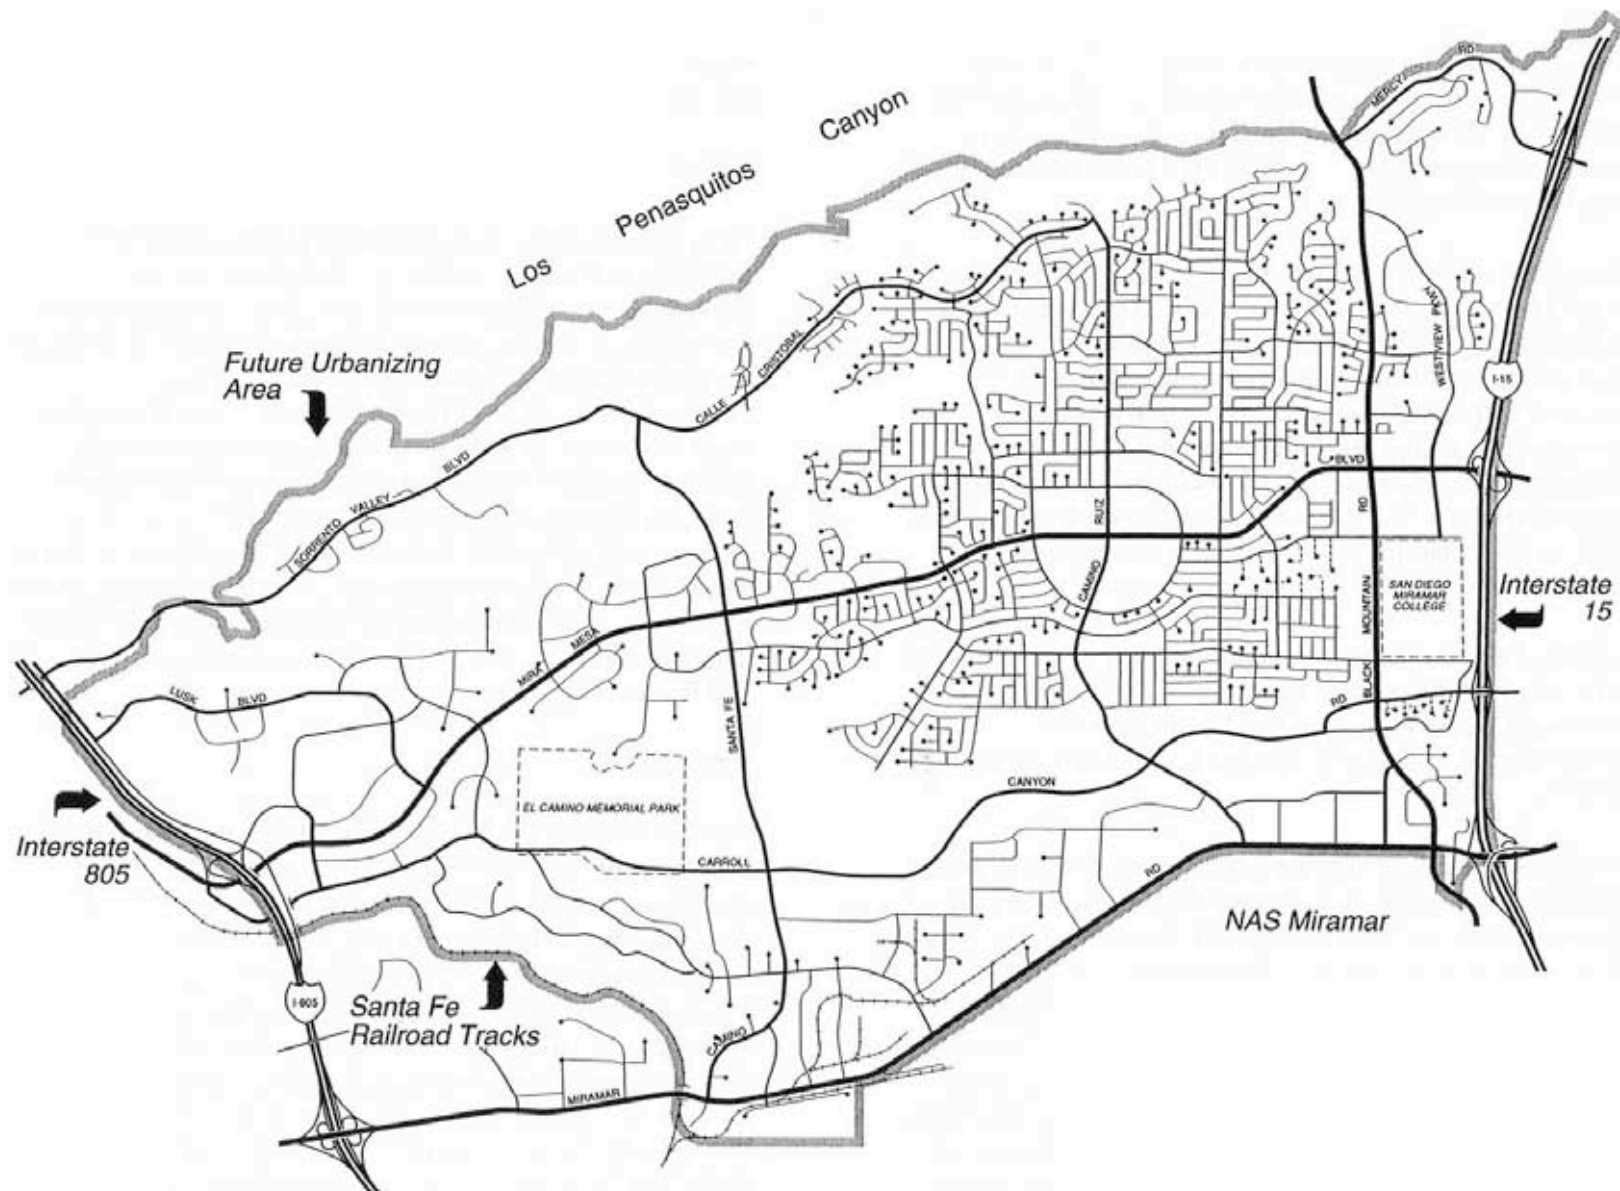 MERCY
RD
Los Penasquitos Canyon
Future Urbanizing
Area
CALLE
CRISTOBAL
WESTVIEW PKWY
I-15
SORRENTO VALLEY BLVD
BLVD
RUIZ
RD
SAN DIEGO
MIRAMAR
COLLEGE
Interstate
15
CAMINO
MOUNTAIN
MIRA MESA
BLACK
LUSK BLVD
SANTA FE
RD
CANYON
EL CAMINO MEMORIAL PARK
Interstate
805
CARROLL
RD
NAS Miramar
I-805
Santa Fe
Railroad Tracks
CAMINO
MIRAMAR